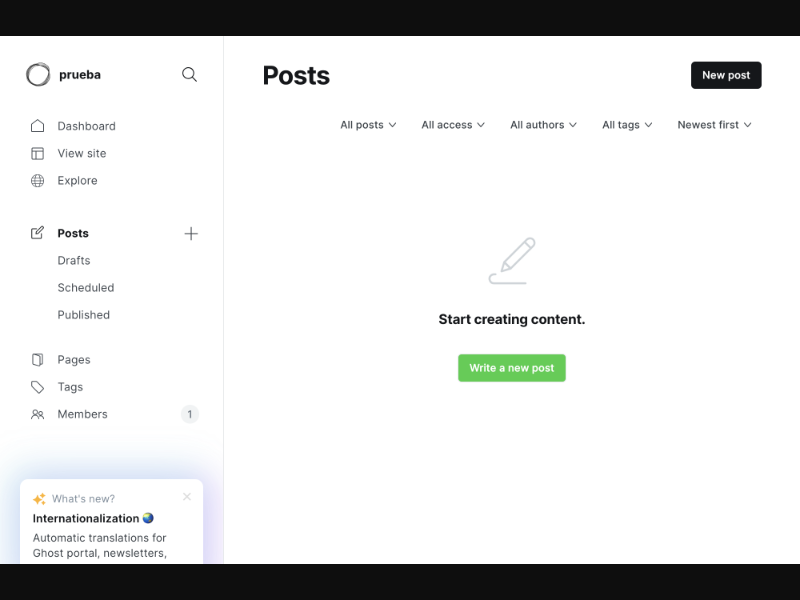 prueba
Dashboard
View site
Explore
Posts
Drafts
Scheduled
Published
Pages
Tags
Members 1
What's new?
Internationalization
Automatic translations for
Ghost portal, newsletters,
Posts
New post
All posts All access All authors All tags Newest first
Start creating content.
Write a new post